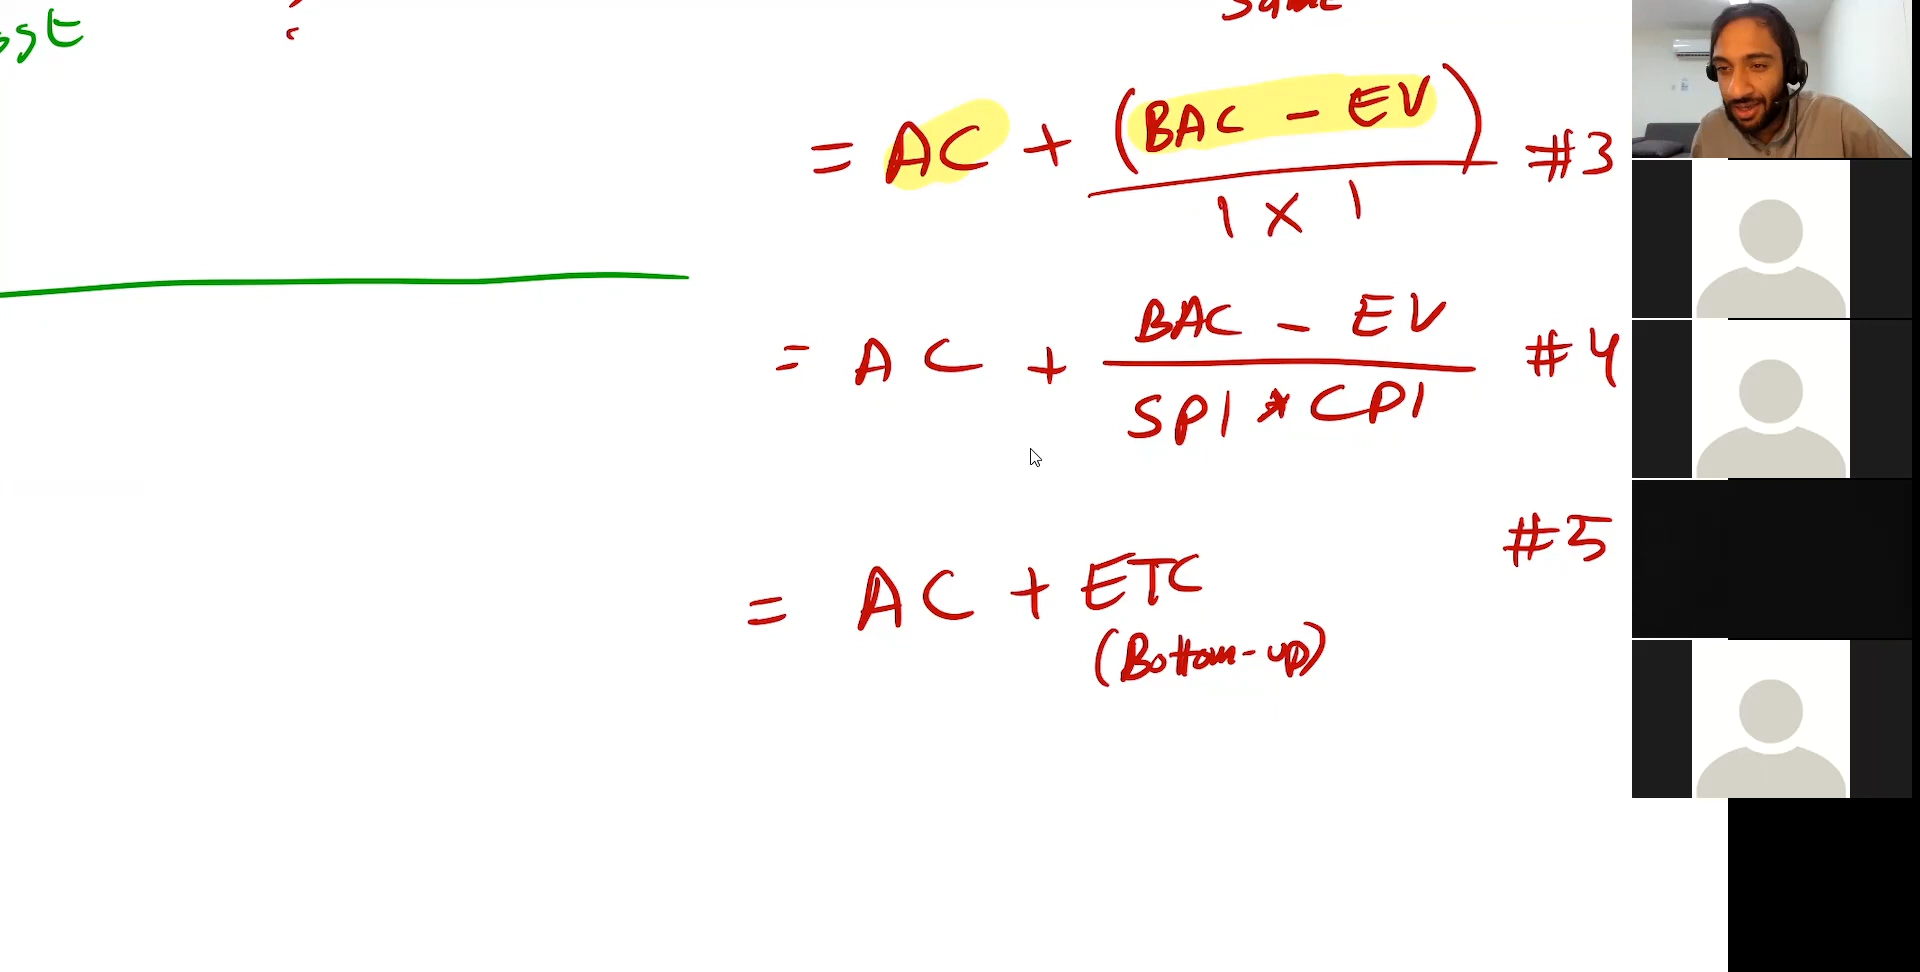 = AC + (BAC - EV) #3
1 x 1
= AC + BAC - EV #4
SPI * CPI
#5
= AC + ETC
(Bottom-up)